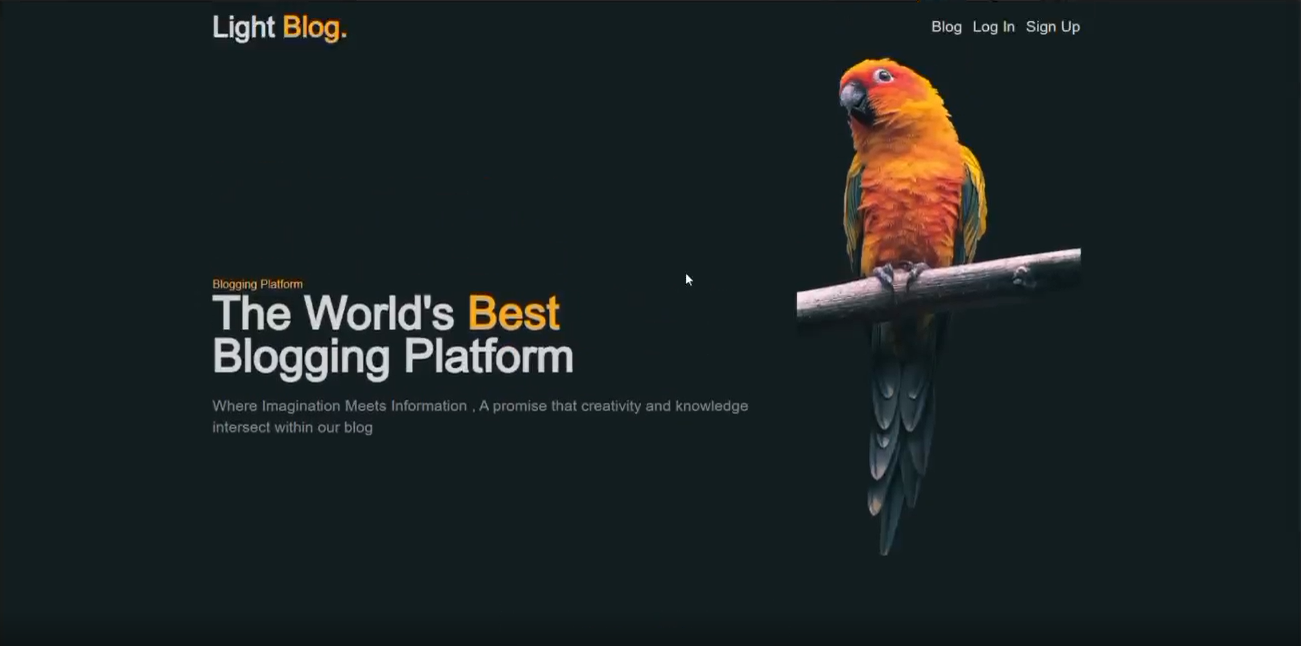 Light Blog.
Blog Log In Sign Up
Blogging Platform
The World's Best
Blogging Platform
Where Imagination Meets Information , A promise that creativity and knowledge
intersect within our blog